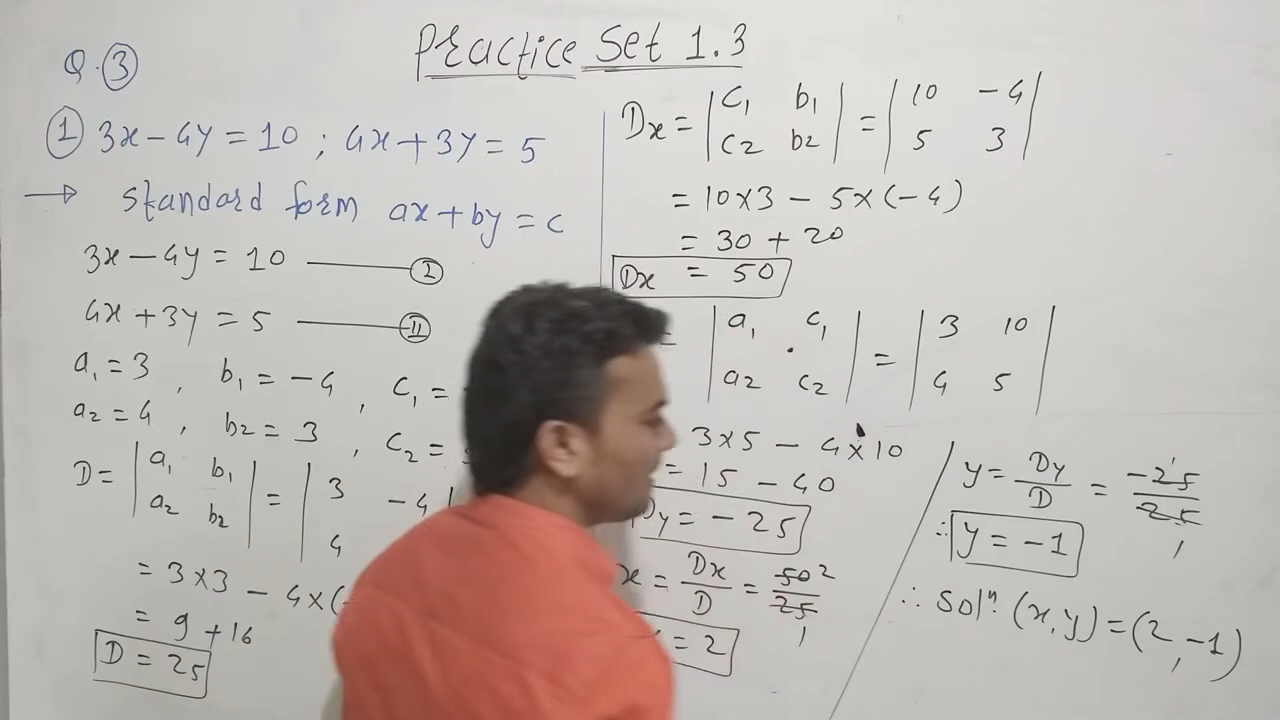 Practice Set 1.3
Q. ③
① 3x - 4y = 10 ; 4x + 3y = 5
→ standard form ax + by = c
3x - 4y = 10 —— Ⓘ
4x + 3y = 5 —— Ⓘ Ⓘ
a₁ = 3 , b₁ = -4 , c₁ =
a₂ = 4 , b₂ = 3 , c₂ =
D = | a₁ b₁ | = | 3 -4 |
| a₂ b₂ | | 4
= 3 × 3 - 4 × (-
= 9 + 16
D = 25
Dx = | c₁ b₁ | = | 10 -4 |
| c₂ b₂ | | 5 3 |
= 10 × 3 - 5 × (-4)
= 30 + 20
Dx = 50
= | a₁ c₁ | = | 3 10 |
| a₂ c₂ | | 4 5 |
3 × 5 - 4 × 10
= 15 - 40
Dy = -25
x = Dx/D = 50/25 2 1
= 2
y = Dy/D = -25/25 1 1
∴ y = -1
∴ solⁿ. (x, y) = (2, -1)